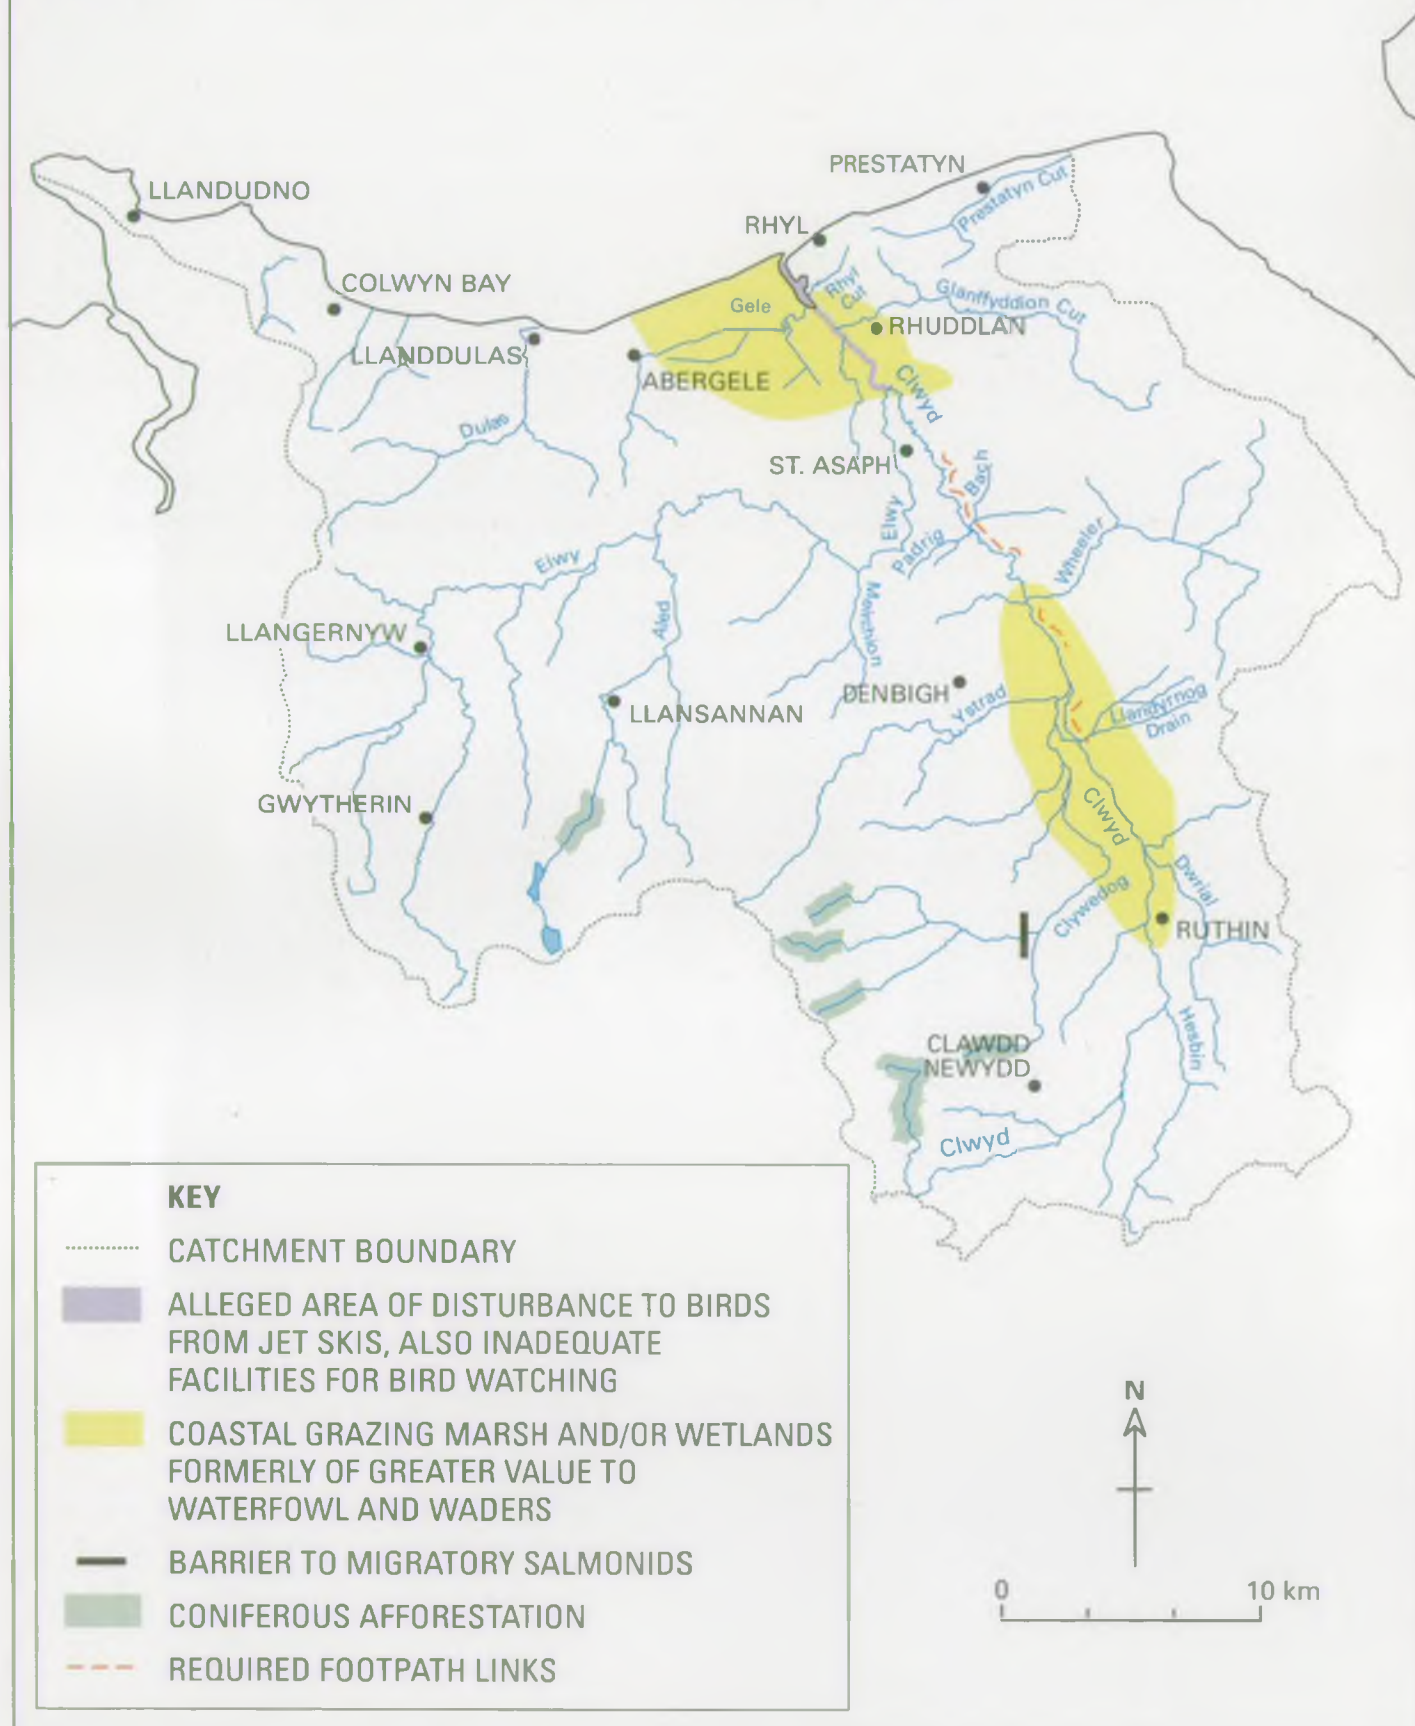 PRESTATYN
LLANDUDNO
Prestatyn Cut
RHYL
COLWYN BAY
Rhyl
Cut
Glanffyddion Cut
Gele
RHUDDLAN
LLANDDULAS
ABERGELE
Clwyd
Dulas
ST. ASAPH
Bach
Elwy
Wheeler
Padrig
Elwy
Meirchion
Aled
LLANGERNYW
DENBIGH
Ystrad
Llandyrnog
Drain
LLANSANNAN
GWYTHERIN
Clwyd
Dwrial
Clywedog
RUTHIN
Hesbin
CLAWDD
NEWYDD
Clwyd
KEY
CATCHMENT BOUNDARY
ALLEGED AREA OF DISTURBANCE TO BIRDS
FROM JET SKIS, ALSO INADEQUATE
FACILITIES FOR BIRD WATCHING
COASTAL GRAZING MARSH AND/OR WETLANDS
FORMERLY OF GREATER VALUE TO
WATERFOWL AND WADERS
BARRIER TO MIGRATORY SALMONIDS
CONIFEROUS AFFORESTATION
REQUIRED FOOTPATH LINKS
N
0 10 km